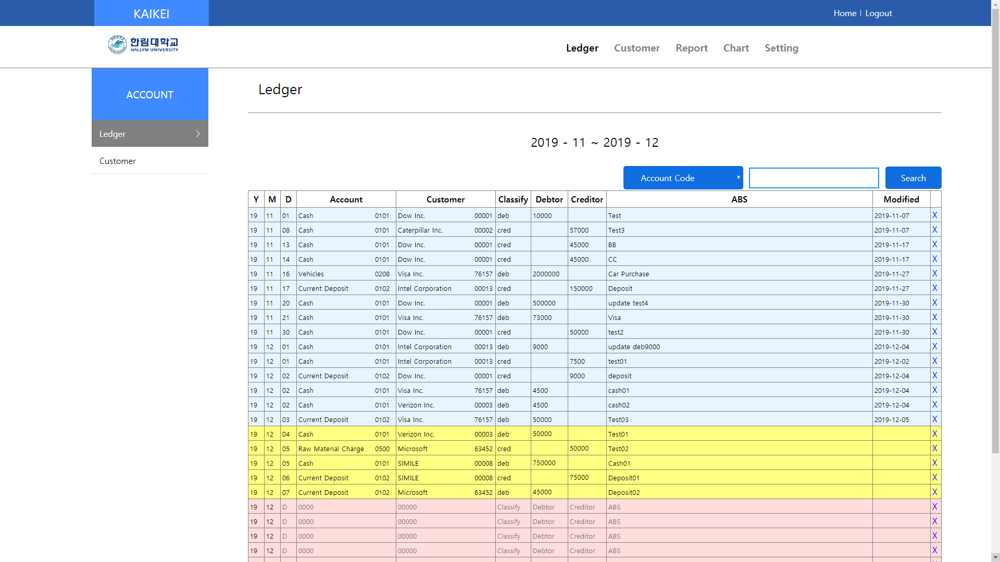 KAIKEI
Home | Logout
한림대학교
HALLYM UNIVERSITY
Ledger Customer Report Chart Setting
ACCOUNT
Ledger
Customer
Ledger
2019 - 11 ~ 2019 - 12
Account Code Search
Y M D Account Customer Classify Debtor Creditor ABS Modified
19 11 01 Cash 0101 Dow Inc. 00001 deb 10000 Test 2019-11-07 X
19 11 08 Cash 0101 Caterpillar Inc. 00002 cred 57000 Test3 2019-11-07 X
19 11 13 Cash 0101 Dow Inc. 00001 cred 45000 BB 2019-11-17 X
19 11 14 Cash 0101 Dow Inc. 00001 cred 45000 CC 2019-11-17 X
19 11 16 Vehicles 0208 Visa Inc. 76157 deb 2000000 Car Purchase 2019-11-27 X
19 11 17 Current Deposit 0102 Intel Corporation 00013 cred 150000 Deposit 2019-11-27 X
19 11 20 Cash 0101 Dow Inc. 00001 deb 500000 update test4 2019-11-30 X
19 11 21 Cash 0101 Visa Inc. 76157 deb 73000 Visa 2019-11-30 X
19 11 30 Cash 0101 Dow Inc. 00001 cred 50000 test2 2019-11-30 X
19 12 01 Cash 0101 Intel Corporation 00013 deb 9000 update deb9000 2019-12-04 X
19 12 01 Cash 0101 Intel Corporation 00013 cred 7500 test01 2019-12-02 X
19 12 02 Current Deposit 0102 Dow Inc. 00001 cred 9000 deposit 2019-12-04 X
19 12 02 Cash 0101 Visa Inc. 76157 deb 4500 cash01 2019-12-04 X
19 12 02 Cash 0101 Verizon Inc. 00003 deb 4500 cash02 2019-12-04 X
19 12 03 Current Deposit 0102 Visa Inc. 76157 deb 50000 Test03 2019-12-05 X
19 12 04 Cash 0101 Verizon Inc. 00003 deb 50000 Test01 X
19 12 05 Raw Material Charge 0500 Microsoft 63452 cred 50000 Test02 X
19 12 05 Cash 0101 SIMILE 00008 deb 750000 Cash01 X
19 12 06 Current Deposit 0102 SIMILE 00008 cred 75000 Deposit01 X
19 12 07 Current Deposit 0102 Microsoft 63452 deb 45000 Deposit02 X
19 12 D 0000 00000 Classify Debtor Creditor ABS X
19 12 D 0000 00000 Classify Debtor Creditor ABS X
19 12 D 0000 00000 Classify Debtor Creditor ABS X
19 12 D 0000 00000 Classify Debtor Creditor ABS X